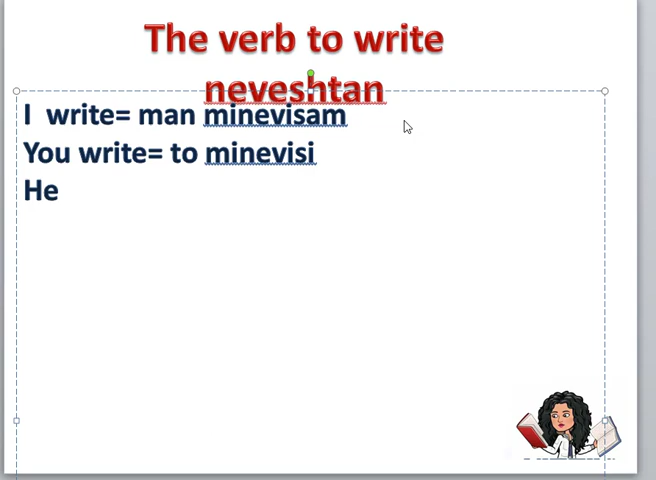 The verb to write
neveshtan
I  write= man minevisam
You write= to minevisi
He